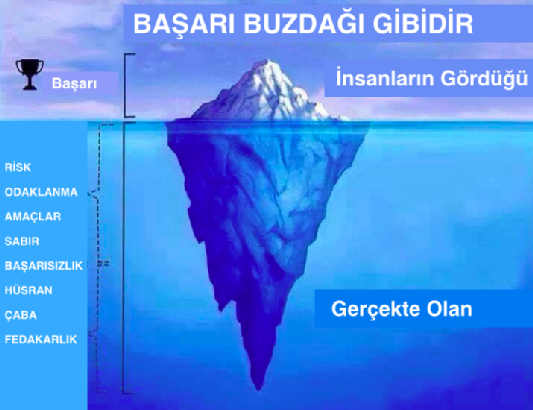 BAŞARI BUZDAĞI GİBİDİR
İnsanların Gördüğü
Başarı
RİSK
ODAKLANMA
AMAÇLAR
SABIR
BAŞARISIZLIK
HÜSRAN
ÇABA
FEDAKARLIK
Gerçekte Olan